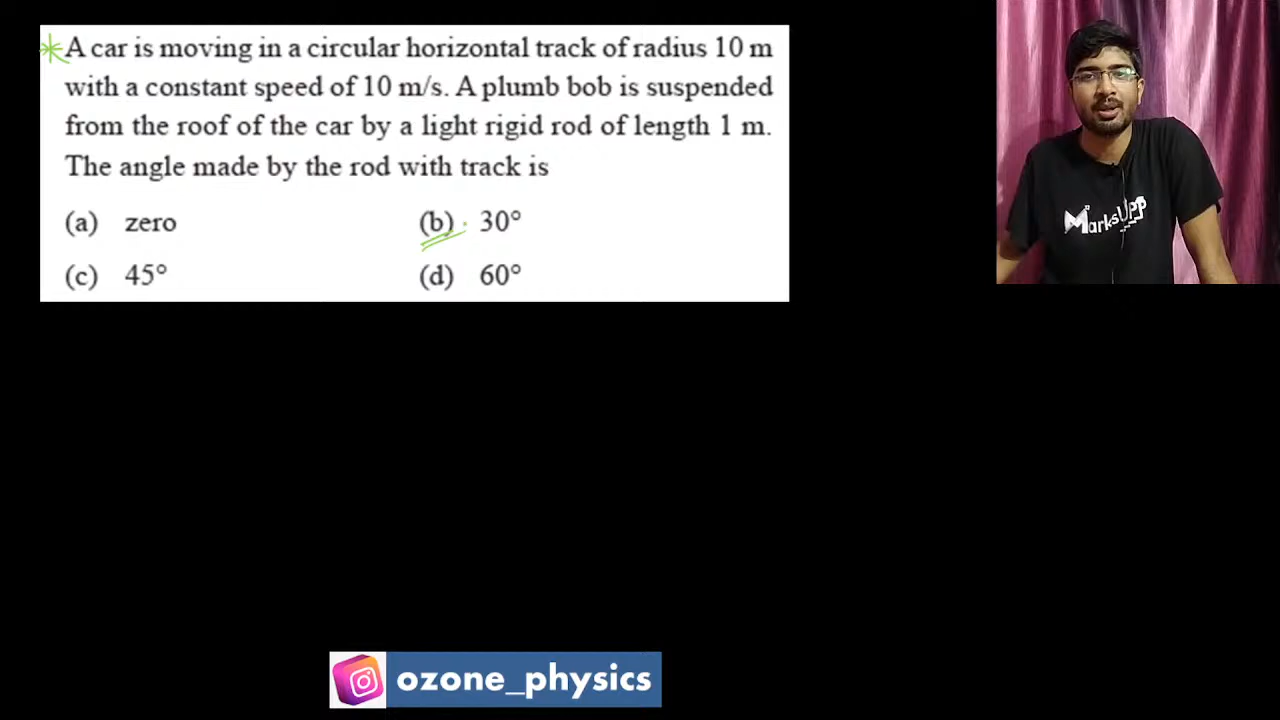 A car is moving in a circular horizontal track of radius 10 m
with a constant speed of 10 m/s. A plumb bob is suspended
from the roof of the car by a light rigid rod of length 1 m.
The angle made by the rod with track is
(a) zero (b) 30°
(c) 45° (d) 60°
MarksUpp
ozone_physics